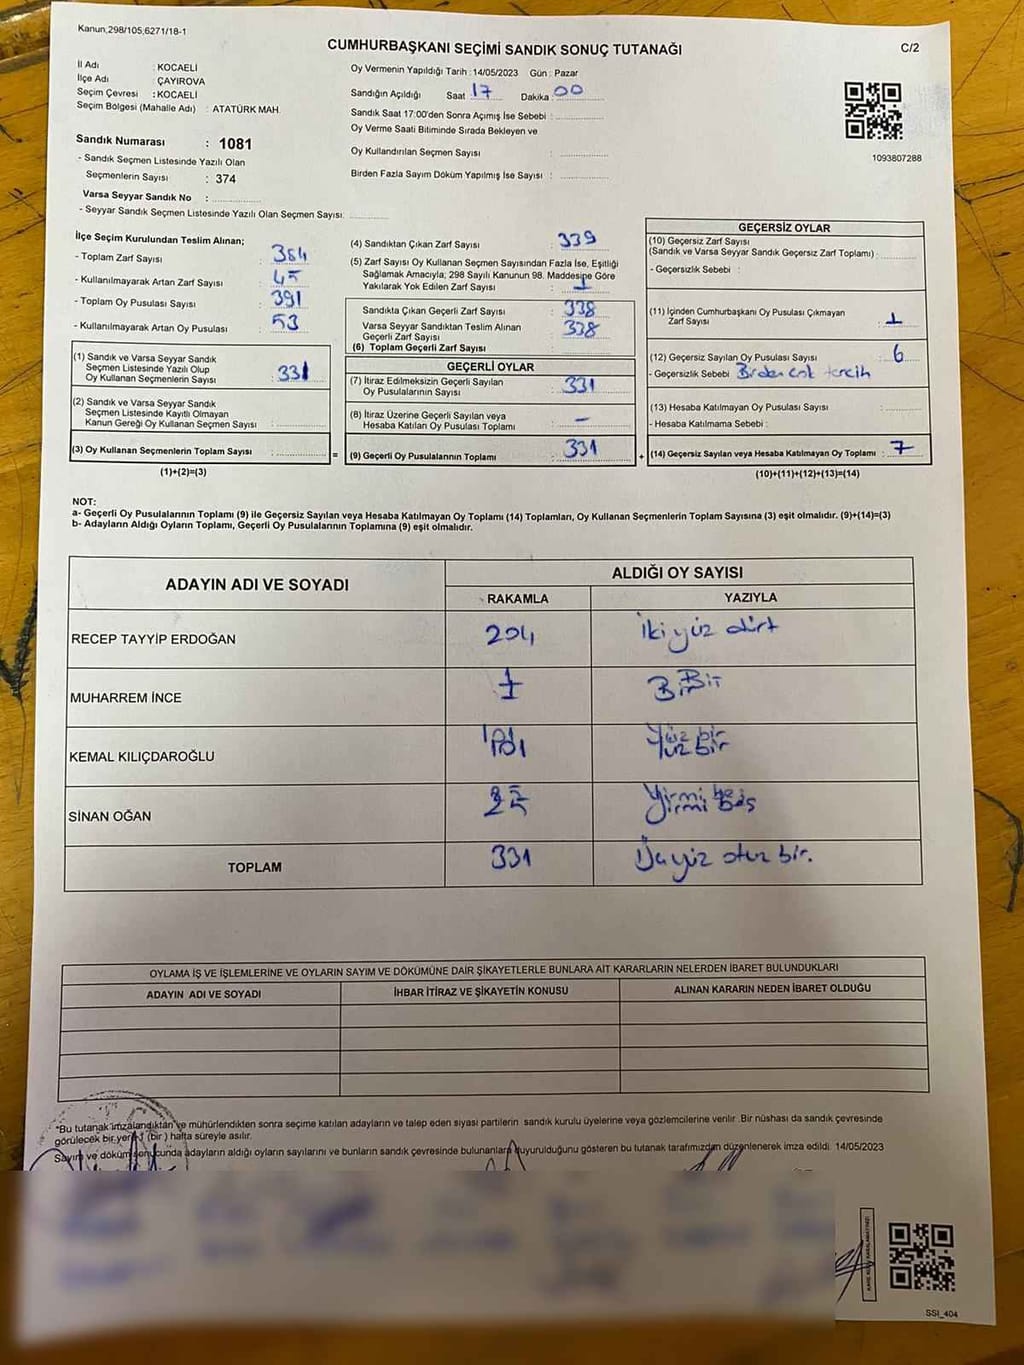 Kanun,298/105,6271/18-1
CUMHURBAŞKANI SEÇİMİ SANDIK SONUÇ TUTANAĞI
C/2
İl Adı : KOCAELİ
İlçe Adı : ÇAYIROVA
Seçim Çevresi : KOCAELİ
Seçim Bölgesi (Mahalle Adı) : ATATÜRK MAH.
Sandık Numarası : 1081
- Sandık Seçmen Listesinde Yazılı Olan
Seçmenlerin Sayısı : 374
Varsa Seyyar Sandık No :
- Seyyar Sandık Seçmen Listesinde Yazılı Olan Seçmen Sayısı:
Oy Vermenin Yapıldığı Tarih : 14/05/2023 Gün : Pazar
Sandığın Açıldığı Saat 17 Dakika 00
Sandık Saat 17:00'den Sonra Açımış İse Sebebi :
Oy Verme Saati Bitiminde Sırada Bekleyen ve
Oy Kullandırılan Seçmen Sayısı :
Birden Fazla Sayım Döküm Yapılmış İse Sayısı :
1093807288
İlçe Seçim Kurulundan Teslim Alınan;
- Toplam Zarf Sayısı : 384
- Kullanılmayarak Artan Zarf Sayısı : 45
- Toplam Oy Pusulası Sayısı : 391
- Kullanılmayarak Artan Oy Pusulası : 53
(1) Sandık ve Varsa Seyyar Sandık
Seçmen Listesinde Yazılı Olup
Oy Kullanan Seçmenlerin Sayısı : 331
(2) Sandık ve Varsa Seyyar Sandık
Seçmen Listesinde Kayıtlı Olmayan
Kanun Gereği Oy Kullanan Seçmen Sayısı :
(3) Oy Kullanan Seçmenlerin Toplam Sayısı :
(1)+(2)=(3)
=
(4) Sandıktan Çıkan Zarf Sayısı : 339
(5) Zarf Sayısı Oy Kullanan Seçmen Sayısından Fazla İse, Eşitliği
Sağlamak Amacıyla; 298 Sayılı Kanunun 98. Maddesine Göre
Yakılarak Yok Edilen Zarf Sayısı : 1
Sandıkta Çıkan Geçerli Zarf Sayısı : 338
Varsa Seyyar Sandıktan Teslim Alınan
Geçerli Zarf Sayısı : 338
(6) Toplam Geçerli Zarf Sayısı :
GEÇERLİ OYLAR
(7) İtiraz Edilmeksizin Geçerli Sayılan
Oy Pusulalarının Sayısı : 331
(8) İtiraz Üzerine Geçerli Sayılan veya
Hesaba Katılan Oy Pusulası Toplamı : -
(9) Geçerli Oy Pusulalarının Toplamı : 331
+
GEÇERSİZ OYLAR
(10) Geçersiz Zarf Sayısı
(Sandık ve Varsa Seyyar Sandık Geçersiz Zarf Toplamı) :
- Geçersizlik Sebebi :
(11) İçinden Cumhurbaşkanı Oy Pusulası Çıkmayan
Zarf Sayısı : 1
(12) Geçersiz Sayılan Oy Pusulası Sayısı : 6
- Geçersizlik Sebebi : Birden çok tercih
(13) Hesaba Katılmayan Oy Pusulası Sayısı :
- Hesaba Katılmama Sebebi :
(14) Geçersiz Sayılan veya Hesaba Katılmayan Oy Toplamı : 7
(10)+(11)+(12)+(13)=(14)
NOT:
a- Geçerli Oy Pusulalarının Toplamı (9) ile Geçersiz Sayılan veya Hesaba Katılmayan Oy Toplamı (14) Toplamları, Oy Kullanan Seçmenlerin Toplam Sayısına (3) eşit olmalıdır. (9)+(14)=(3)
b- Adayların Aldığı Oyların Toplamı, Geçerli Oy Pusulalarının Toplamına (9) eşit olmalıdır.
ADAYIN ADI VE SOYADI
ALDIĞI OY SAYISI
RAKAMLA YAZIYLA
RECEP TAYYİP ERDOĞAN 204 İki yüz dört
MUHARREM İNCE 1 Bir Bir
KEMAL KILIÇDAROĞLU 101 Yüz bir Yüz bir
SİNAN OĞAN 25 Yirmi beş Yirmi Beş
TOPLAM 331 Üçyüz otuz bir.
OYLAMA İŞ VE İŞLEMLERİNE VE OYLARIN SAYIM VE DÖKÜMÜNE DAİR ŞİKAYETLERLE BUNLARA AİT KARARLARIN NELERDEN İBARET BULUNDUKLARI
ADAYIN ADI VE SOYADI İHBAR İTİRAZ VE ŞİKAYETİN KONUSU ALINAN KARARIN NEDEN İBARET OLDUĞU
*Bu tutanak imzalandıktan ve mühürlendikten sonra seçime katılan adayların ve talep eden siyasi partilerin sandık kurulu üyelerine veya gözlemcilerine verilir. Bir nüshası da sandık çevresinde
görülecek bir yere 1 (bir) hafta süreyle asılır.
Sayım ve döküm sonucunda adayların aldığı oyların sayılarını ve bunların sandık çevresinde bulunanlara duyurulduğunu gösteren bu tutanak tarafımızdan düzenlenerek imza edildi. 14/05/2023
SSI_404